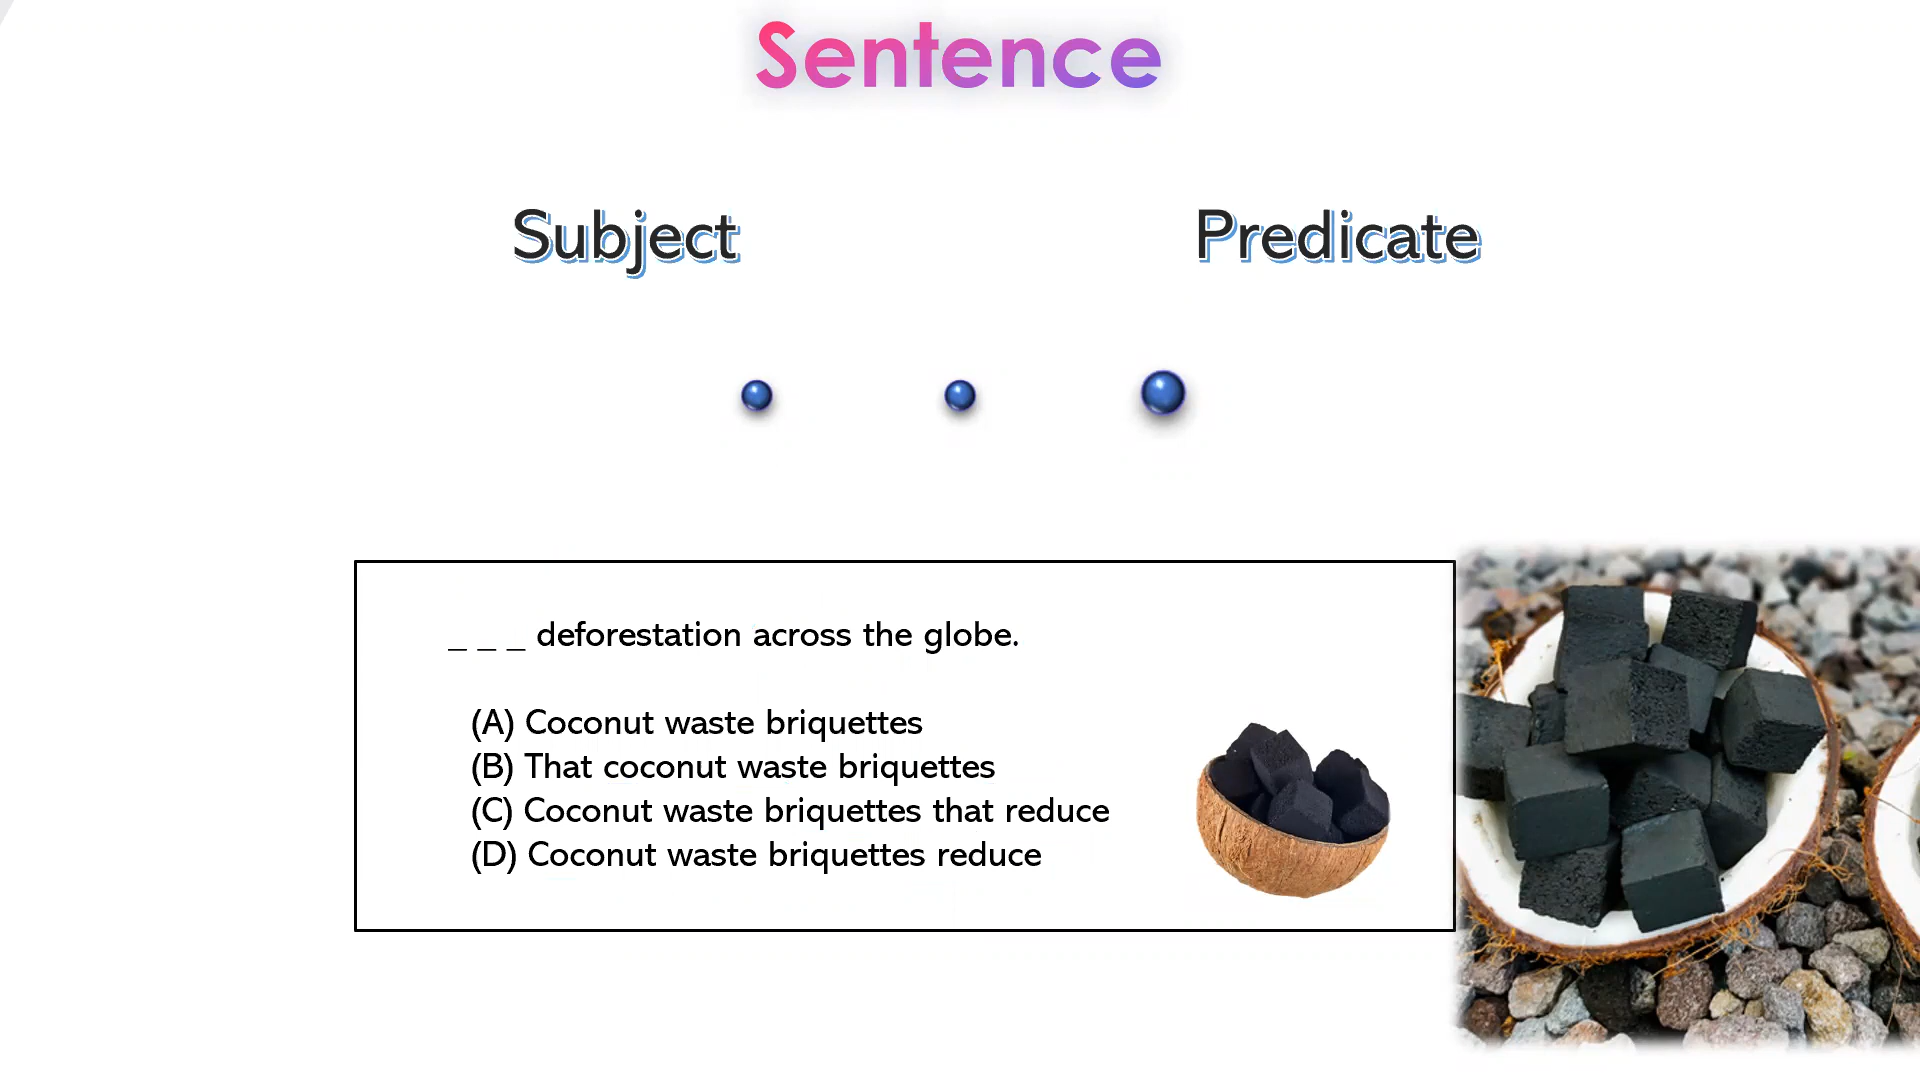 Sentence
Subject
Predicate
_ _ _ deforestation across the globe.
(A) Coconut waste briquettes
(B) That coconut waste briquettes
(C) Coconut waste briquettes that reduce
(D) Coconut waste briquettes reduce